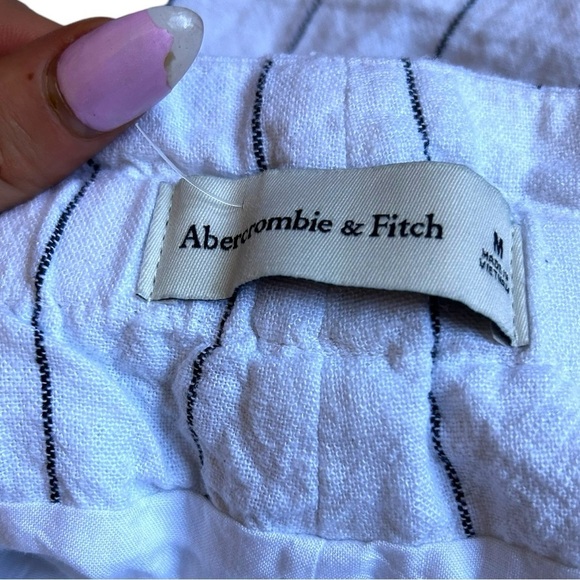 Abercrombie & Fitch
M
MADE IN
VIETNAM